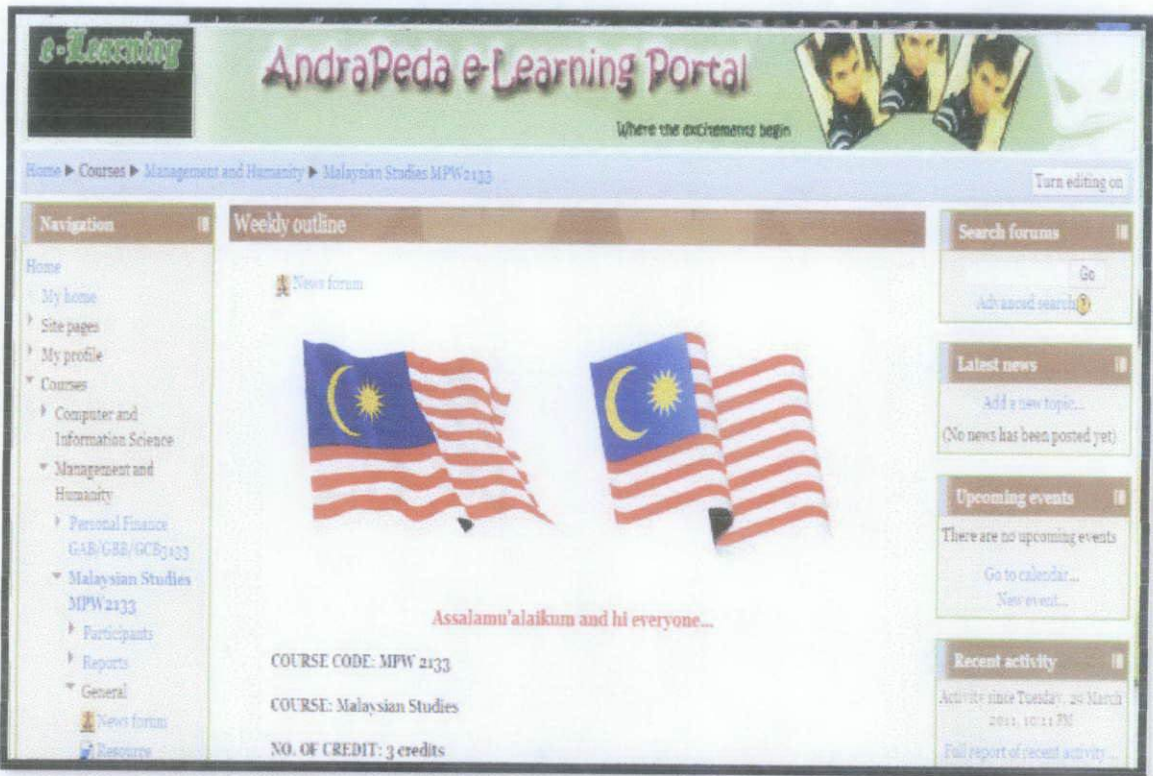 e-Learning
AndraPeda e-Learning Portal
Where the excitements begin
Home ▶ Courses ▶ Management and Humanity ▶ Malaysian Studies MPW2133
Turn editing on
Navigation
Home
My home
Site pages
My profile
Courses
Computer and
Information Science
Management and
Humanity
Personal Finance
GAB/GBB/GCB3133
Malaysian Studies
MPW2133
Participants
Reports
General
News forum
Resource
Weekly outline
News forum
Assalamu'alaikum and hi everyone...
COURSE CODE: MPW 2133
COURSE: Malaysian Studies
NO. OF CREDIT: 3 credits
Search forums
Go
Advanced search
Latest news
Add a new topic...
(No news has been posted yet)
Upcoming events
There are no upcoming events
Go to calendar...
New event...
Recent activity
Activity since Tuesday, 29 March
2011, 10:11 PM
Full report of recent activity...